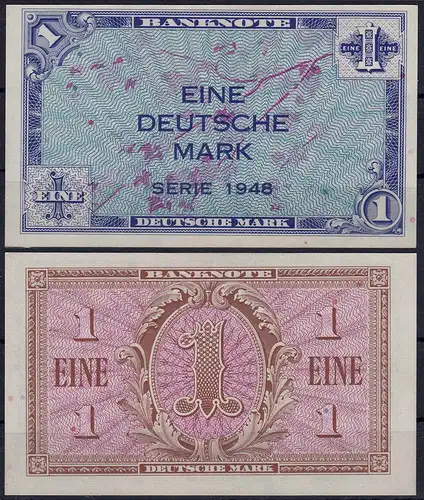 BANKNOTE
1
1
EINE EINE
EINE
DEUTSCHE
MARK
SERIE 1948
1
EINE
1
DEUTSCHE MARK
BANKNOTE
1 1
EINE 1 EINE
1 1
DEUTSCHE MARK